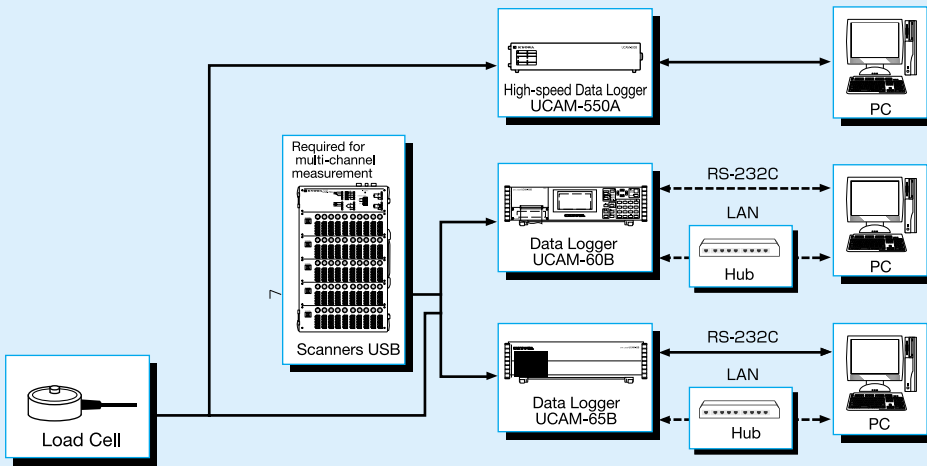 High-speed Data Logger
UCAM-550A
PC
Required for
multi-channel
measurement
Scanners USB
Data Logger
UCAM-60B
RS-232C
LAN
Hub
PC
Data Logger
UCAM-65B
RS-232C
LAN
Hub
PC
Load Cell